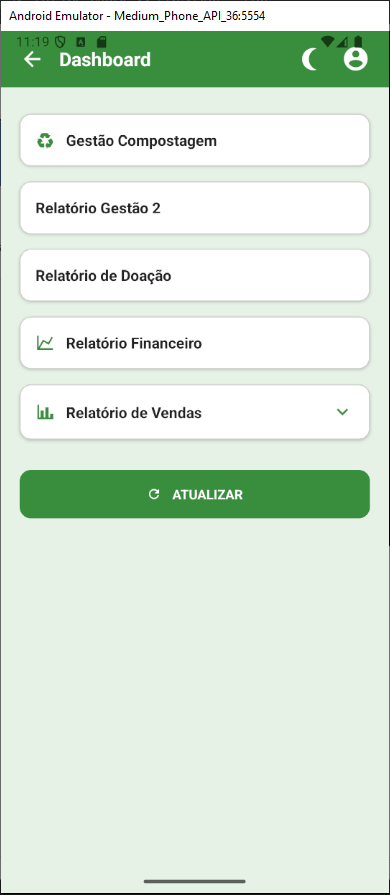 Android Emulator - Medium_Phone_API_36:5554
11:19
Dashboard
Gestão Compostagem
Relatório Gestão 2
Relatório de Doação
Relatório Financeiro
Relatório de Vendas
ATUALIZAR